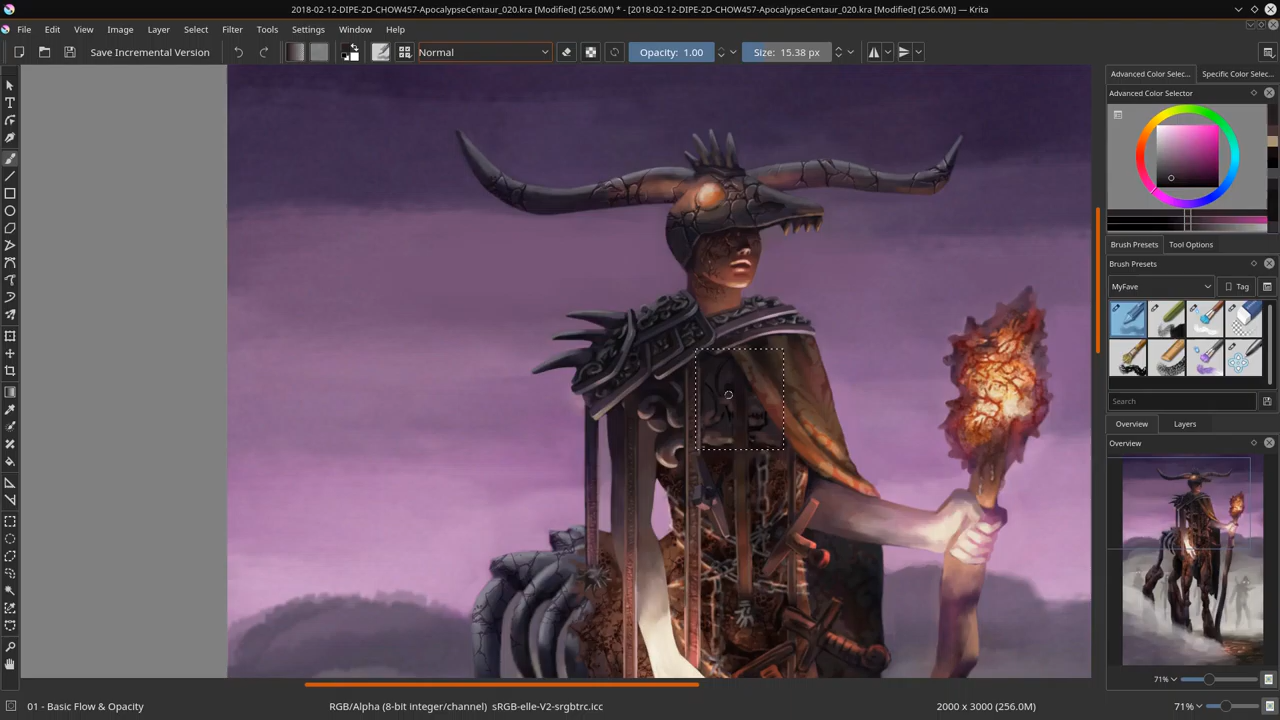 2018-02-12-DIPE-2D-CHOW457-ApocalypseCentaur_020.kra [Modified] (256.0M) * - [2018-02-12-DIPE-2D-CHOW457-ApocalypseCentaur_020.kra [Modified] (256.0M)] — Krita
File Edit View Image Layer Select Filter Tools Settings Window Help
Save Incremental Version Normal Opacity: 1.00 Size: 15.38 px
Advanced Color Selec... Specific Color Selec...
Advanced Color Selector
Brush Presets Tool Options
Brush Presets
MyFave Tag
Search
Overview Layers
Overview
71%
01 - Basic Flow & Opacity RGB/Alpha (8-bit integer/channel) sRGB-elle-V2-srgbtrc.icc 2000 x 3000 (256.0M) 71%